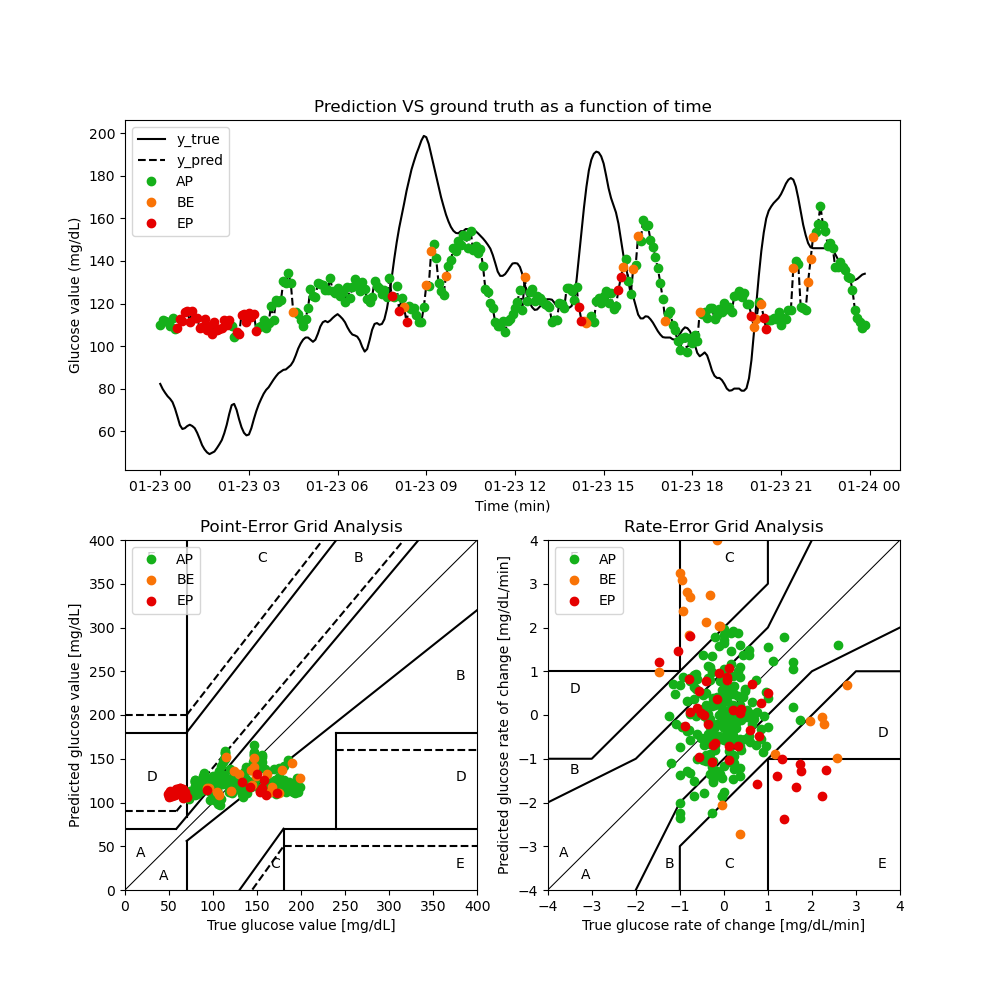 Prediction VS ground truth as a function of time
Glucose value (mg/dL)
200
180
160
140
120
100
80
60
y_true
y_pred
AP
BE
EP
01-23 00 01-23 03 01-23 06 01-23 09 01-23 12 01-23 15 01-23 18 01-23 21 01-24 00
Time (min)
Point-Error Grid Analysis
Predicted glucose value [mg/dL]
400
350
300
250
200
150
100
50
0
AP
BE
EP
C B
B
D D
A
A
C
E
0 50 100 150 200 250 300 350 400
True glucose value [mg/dL]
Rate-Error Grid Analysis
Predicted glucose rate of change [mg/dL/min]
4
3
2
1
0
−1
−2
−3
−4
AP
BE
EP
C
D
D
B
A
A
B C E
−4 −3 −2 −1 0 1 2 3 4
True glucose rate of change [mg/dL/min]